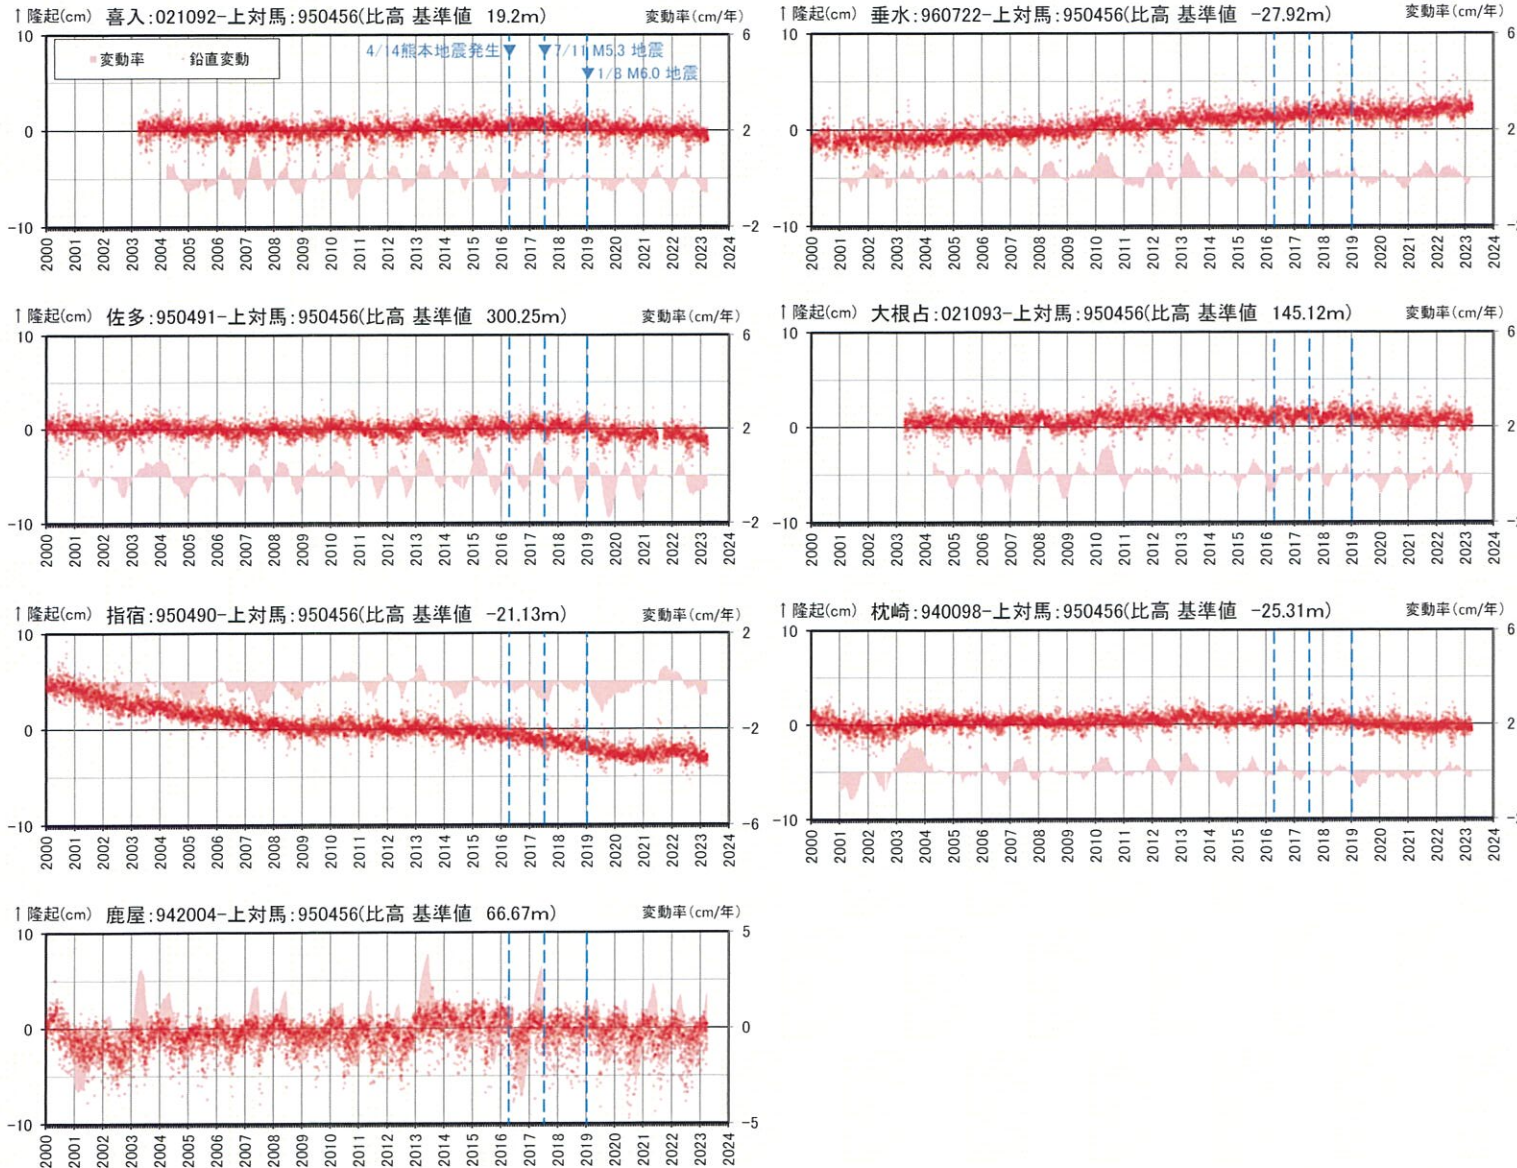 ↑隆起(cm) 喜入:021092-上対馬:950456(比高 基準値 19.2m) 変動率(cm/年)
■変動率 ・鉛直変動
4/14熊本地震発生▼ ▼7/11 M5.3 地震
▼1/8 M6.0 地震
10 6
0 2
-10 -2
2000 2001 2002 2003 2004 2005 2006 2007 2008 2009 2010 2011 2012 2013 2014 2015 2016 2017 2018 2019 2020 2021 2022 2023 2024
↑隆起(cm) 垂水:960722-上対馬:950456(比高 基準値 -27.92m) 変動率(cm/年)
10 6
0 2
-10
2000 2001 2002 2003 2004 2005 2006 2007 2008 2009 2010 2011 2012 2013 2014 2015 2016 2017 2018 2019 2020 2021 2022 2023 2024
↑隆起(cm) 佐多:950491-上対馬:950456(比高 基準値 300.25m) 変動率(cm/年)
10 6
0 2
-10 -2
2000 2001 2002 2003 2004 2005 2006 2007 2008 2009 2010 2011 2012 2013 2014 2015 2016 2017 2018 2019 2020 2021 2022 2023 2024
↑隆起(cm) 大根占:021093-上対馬:950456(比高 基準値 145.12m) 変動率(cm/年)
10 6
0 2
-10
2000 2001 2002 2003 2004 2005 2006 2007 2008 2009 2010 2011 2012 2013 2014 2015 2016 2017 2018 2019 2020 2021 2022 2023 2024
↑隆起(cm) 指宿:950490-上対馬:950456(比高 基準値 -21.13m) 変動率(cm/年)
10 2
0 -2
-10 -6
2000 2001 2002 2003 2004 2005 2006 2007 2008 2009 2010 2011 2012 2013 2014 2015 2016 2017 2018 2019 2020 2021 2022 2023 2024
↑隆起(cm) 枕崎:940098-上対馬:950456(比高 基準値 -25.31m) 変動率(cm/年)
10 6
0 2
-10
2000 2001 2002 2003 2004 2005 2006 2007 2008 2009 2010 2011 2012 2013 2014 2015 2016 2017 2018 2019 2020 2021 2022 2023 2024
↑隆起(cm) 鹿屋:942004-上対馬:950456(比高 基準値 66.67m) 変動率(cm/年)
10 5
0 0
-10 -5
2000 2001 2002 2003 2004 2005 2006 2007 2008 2009 2010 2011 2012 2013 2014 2015 2016 2017 2018 2019 2020 2021 2022 2023 2024